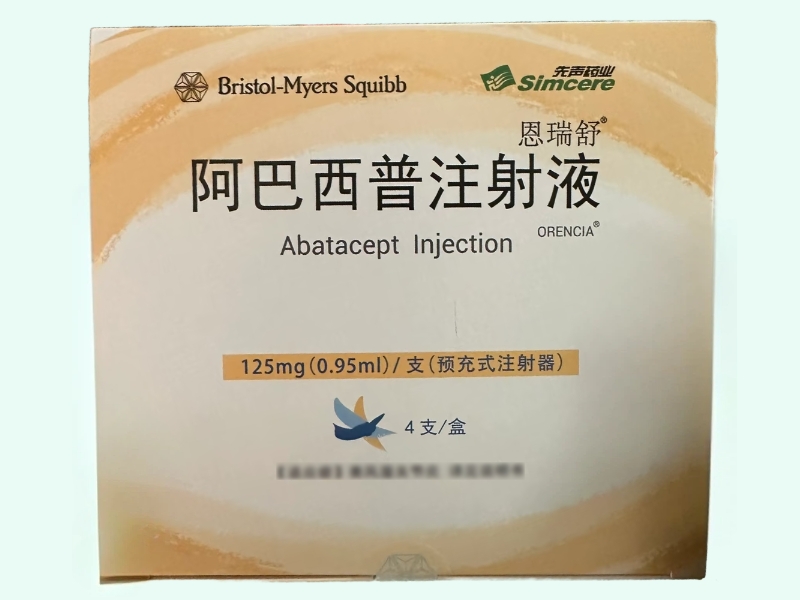 Bristol-Myers Squibb
先声药业
Simcere
恩瑞舒®
阿巴西普注射液
Abatacept Injection ORENCIA®
125mg(0.95ml)/支(预充式注射器)
4支/盒